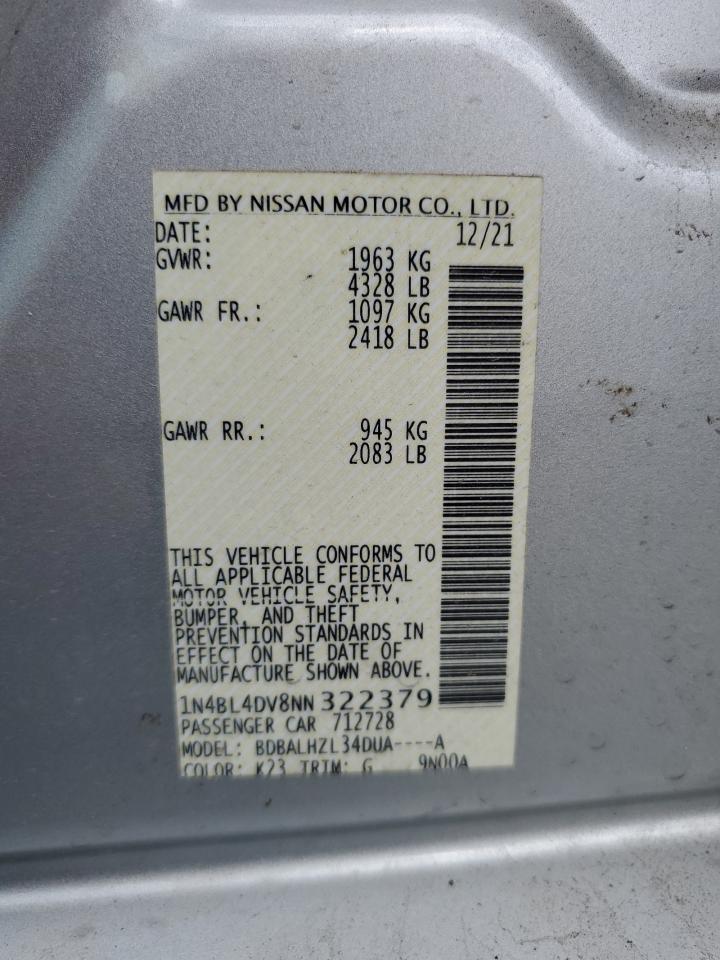 MFD BY NISSAN MOTOR CO., LTD.
DATE: 12/21
GVWR: 1963 KG
4328 LB
GAWR FR.: 1097 KG
2418 LB
GAWR RR.: 945 KG
2083 LB
THIS VEHICLE CONFORMS TO
ALL APPLICABLE FEDERAL
MOTOR VEHICLE SAFETY,
BUMPER, AND THEFT
PREVENTION STANDARDS IN
EFFECT ON THE DATE OF
MANUFACTURE SHOWN ABOVE.
1N4BL4DV8NN322379
PASSENGER CAR 712728
MODEL: BDBALHZL34DUA----A
COLOR: K23 TRIM: G 9N00A